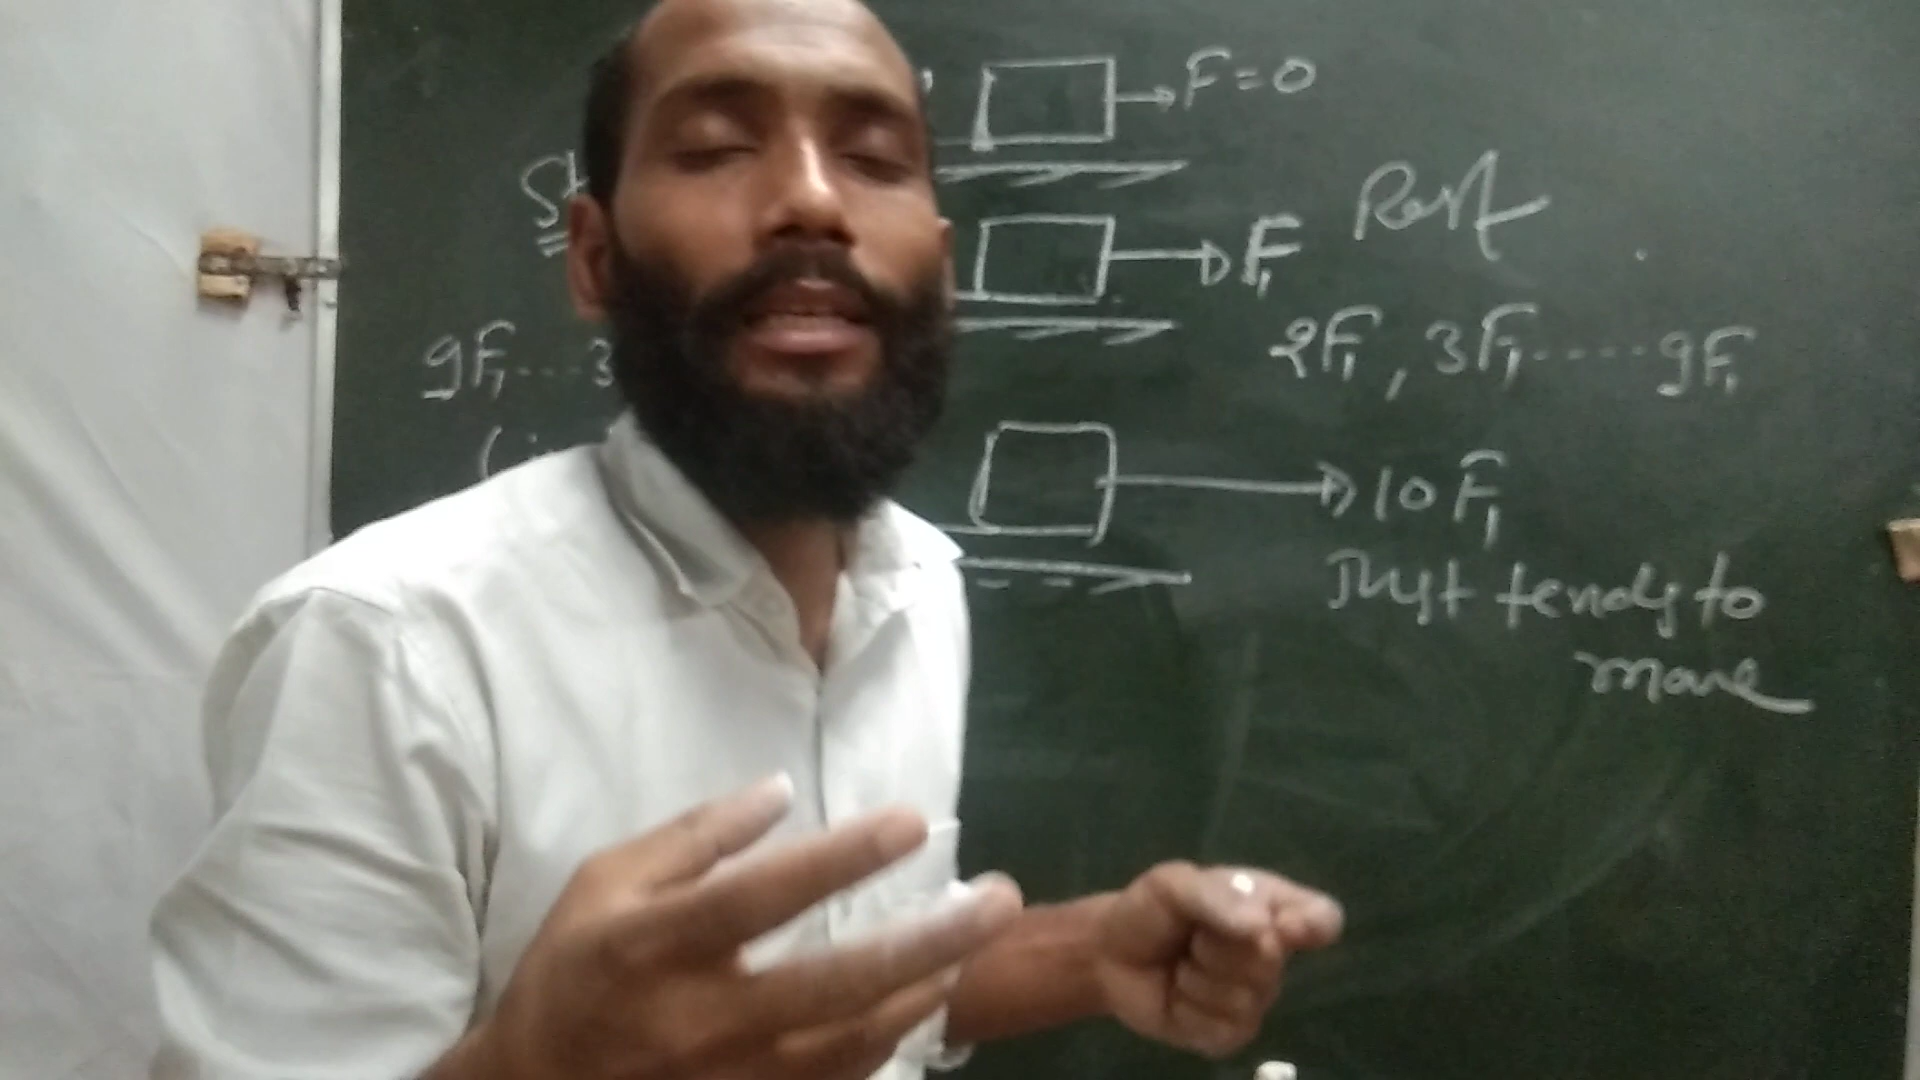 F = 0
Rest
F₁
9F₁ ... 3
2F₁, 3F₁ ..... 9F₁
10 F₁
Just tends to
move